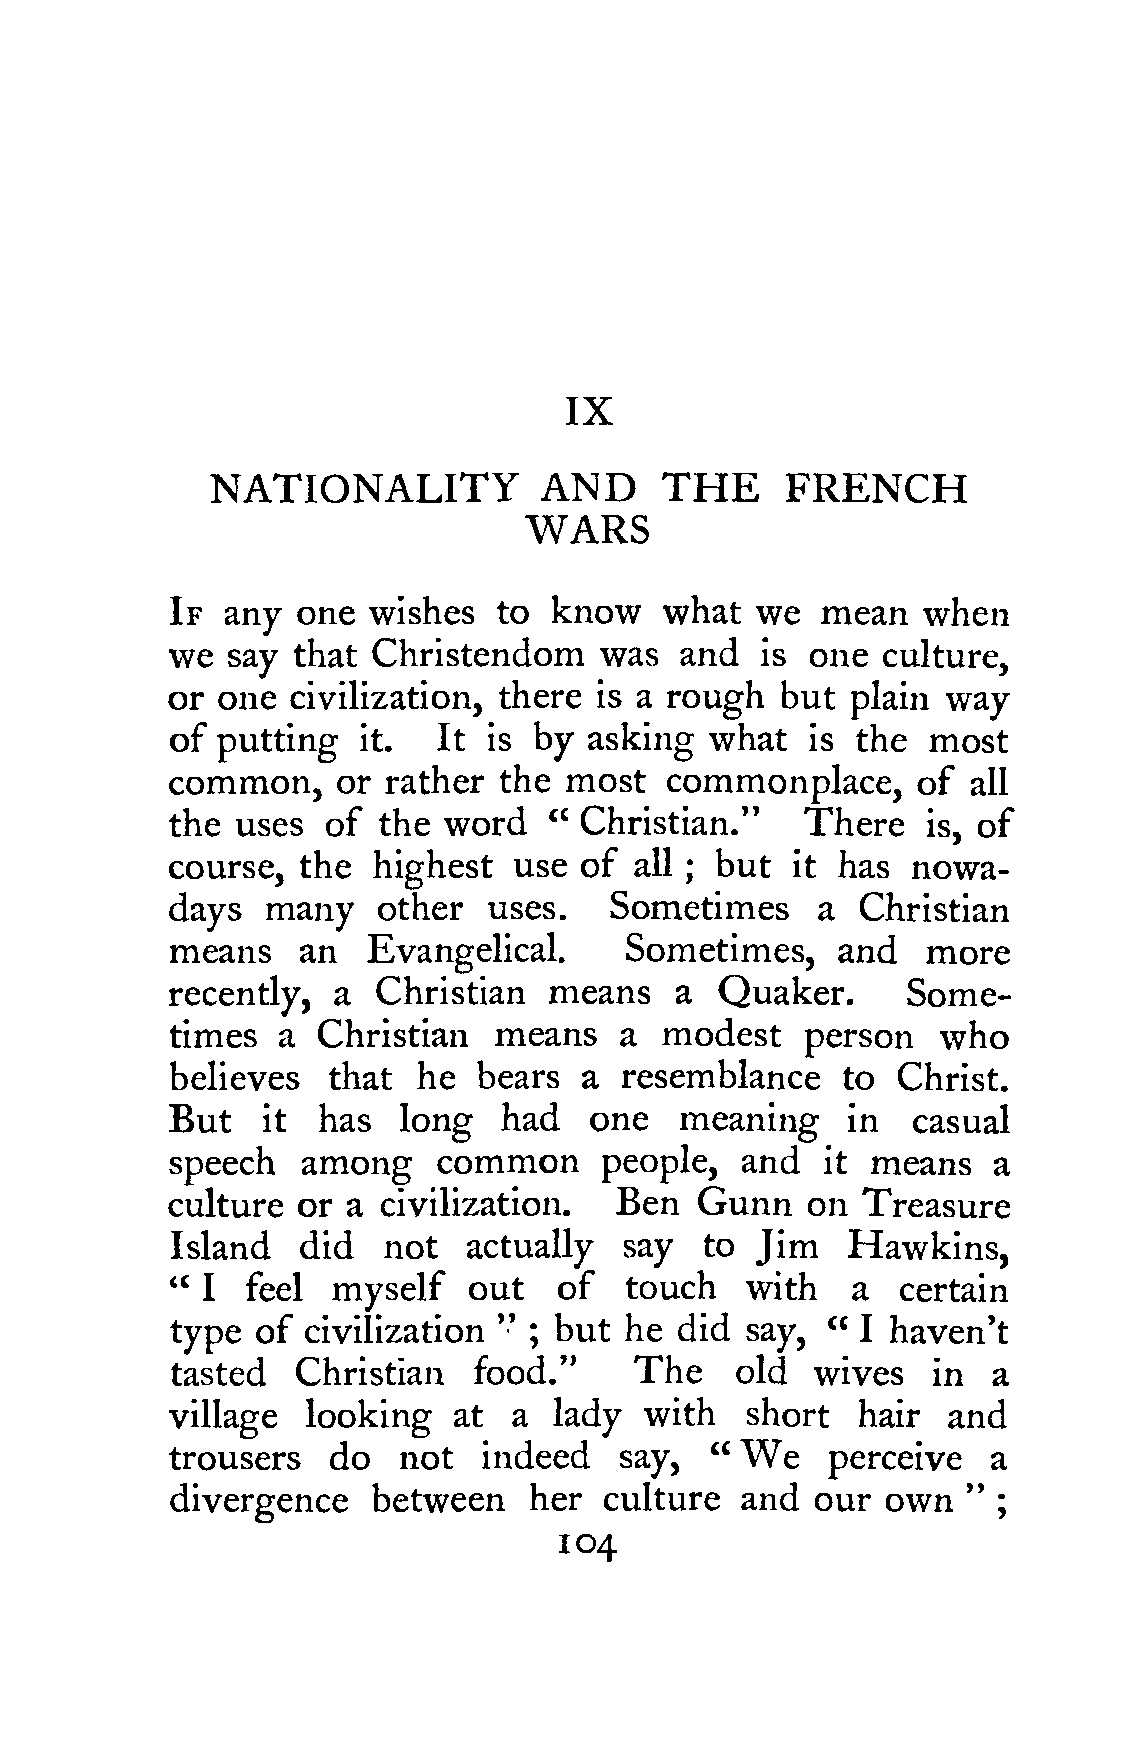 IX
NATIONALITY AND THE FRENCH
WARS
IF any one wishes to know what we mean when
we say that Christendom was and is one culture,
or one civilization, there is a rough but plain way
of putting it. It is by asking what is the most
common, or rather the most commonplace, of all
the uses of the word “ Christian.” There is, of
course, the highest use of all ; but it has nowa-
days many other uses. Sometimes a Christian
means an Evangelical. Sometimes, and more
recently, a Christian means a Quaker. Some-
times a Christian means a modest person who
believes that he bears a resemblance to Christ.
But it has long had one meaning in casual
speech among common people, and it means a
culture or a civilization. Ben Gunn on Treasure
Island did not actually say to Jim Hawkins,
“ I feel myself out of touch with a certain
type of civilization ” ; but he did say, “ I haven’t
tasted Christian food.” The old wives in a
village looking at a lady with short hair and
trousers do not indeed say, “ We perceive a
divergence between her culture and our own ” ;
104